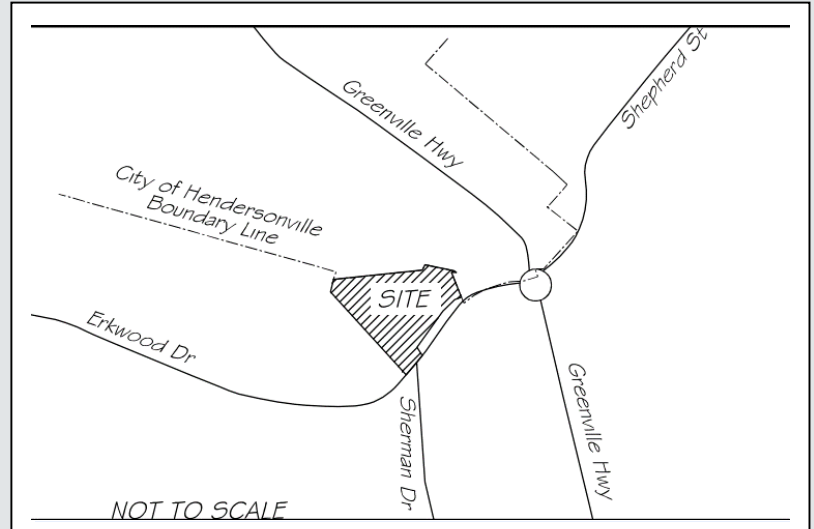 Greenville Hwy
Shepherd St
City of Hendersonville
Boundary Line
SITE
Erkwood Dr
Sherman Dr
Greenville Hwy
NOT TO SCALE